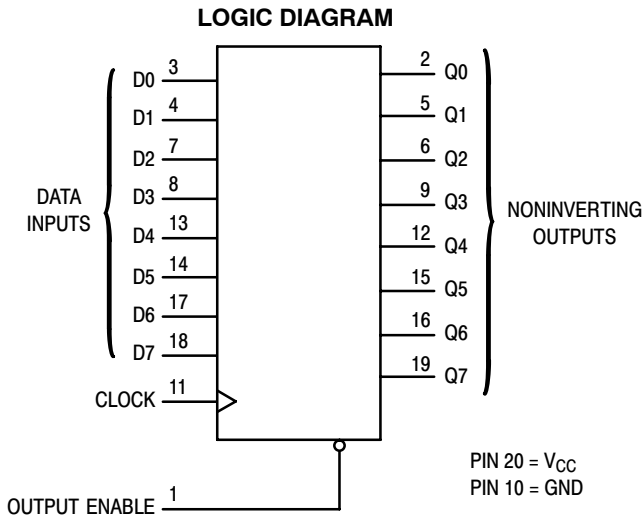 LOGIC DIAGRAM
D0 3
D1 4
D2 7
D3 8
D4 13
D5 14
D6 17
D7 18
DATA
INPUTS
CLOCK 11
OUTPUT ENABLE 1
2 Q0
5 Q1
6 Q2
9 Q3
12 Q4
15 Q5
16 Q6
19 Q7
NONINVERTING
OUTPUTS
PIN 20 = VCC
PIN 10 = GND